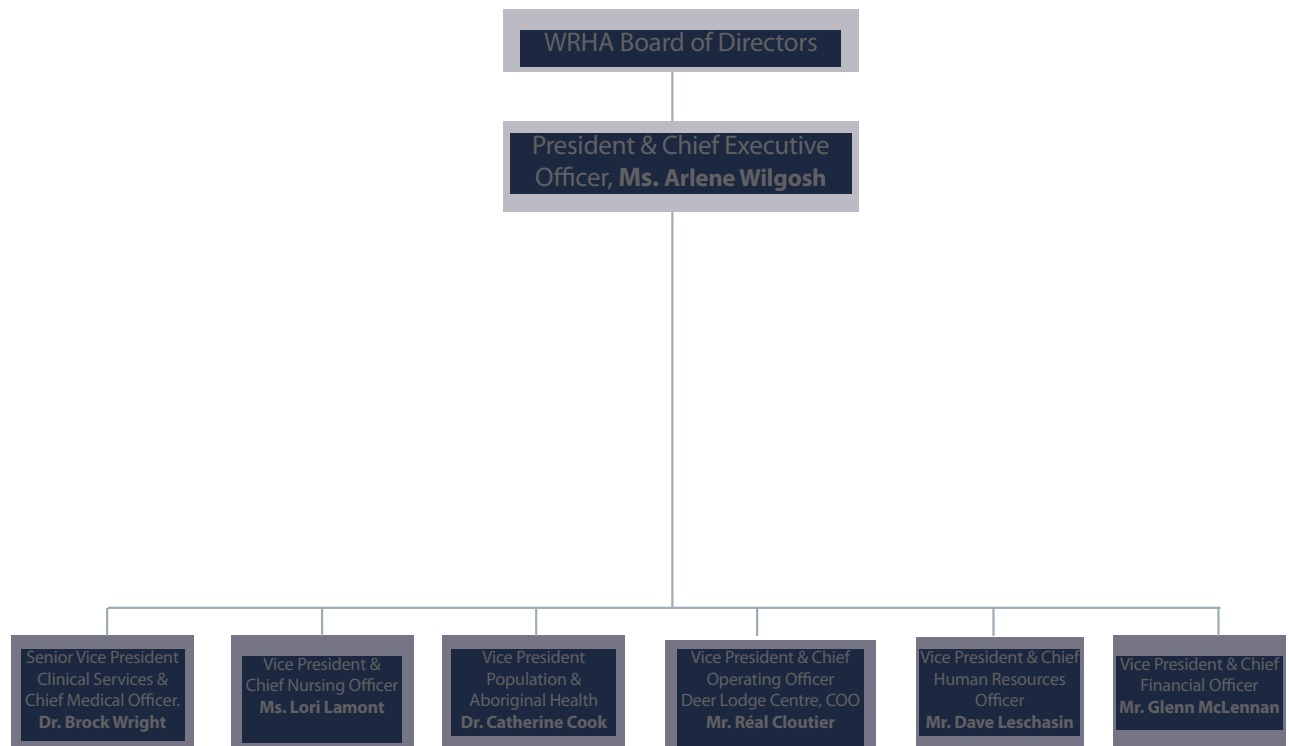 WRHA Board of Directors
President & Chief Executive
Officer, Ms. Arlene Wilgosh
Senior Vice President
Clinical Services &
Chief Medical Officer.
Dr. Brock Wright
Vice President &
Chief Nursing Officer
Ms. Lori Lamont
Vice President
Population &
Aboriginal Health
Dr. Catherine Cook
Vice President & Chief
Operating Officer
Deer Lodge Centre, COO
Mr. Réal Cloutier
Vice President & Chief
Human Resources
Officer
Mr. Dave Leschasin
Vice President & Chief
Financial Officer
Mr. Glenn McLennan